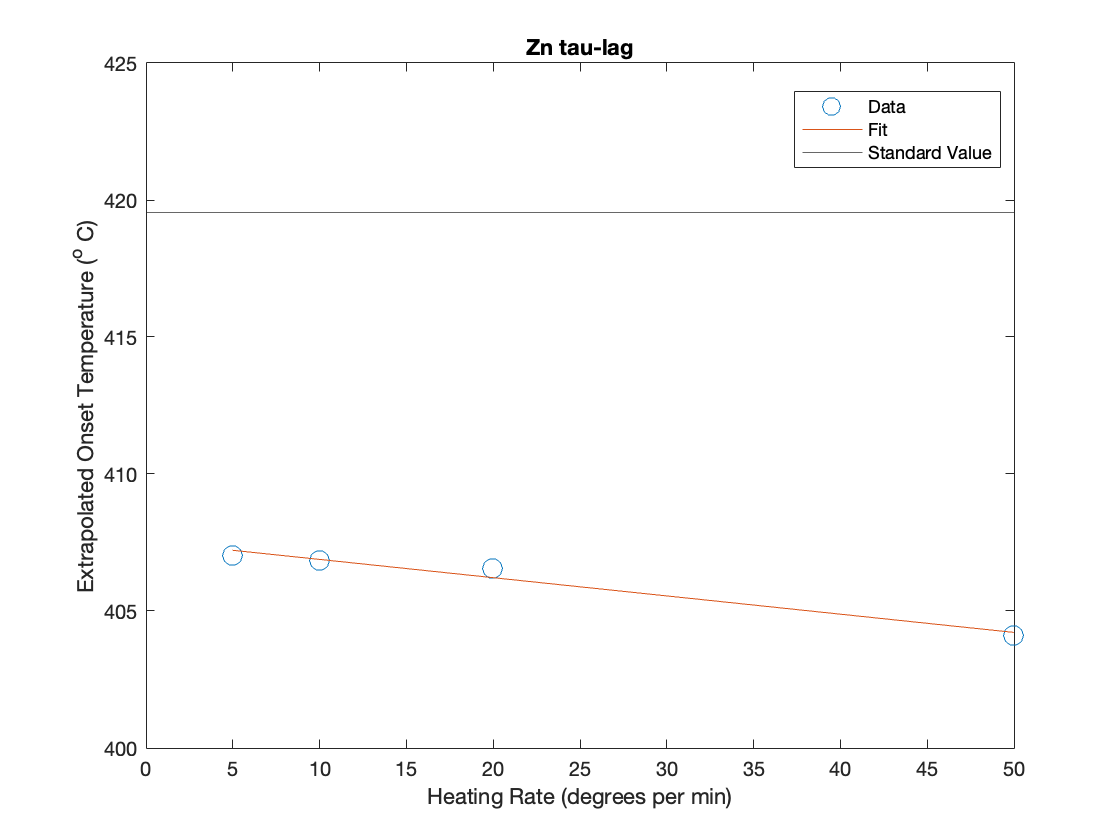 Zn tau-lag
425
420
415
410
405
400
Extrapolated Onset Temperature (° C)
Data
Fit
Standard Value
0 5 10 15 20 25 30 35 40 45 50
Heating Rate (degrees per min)